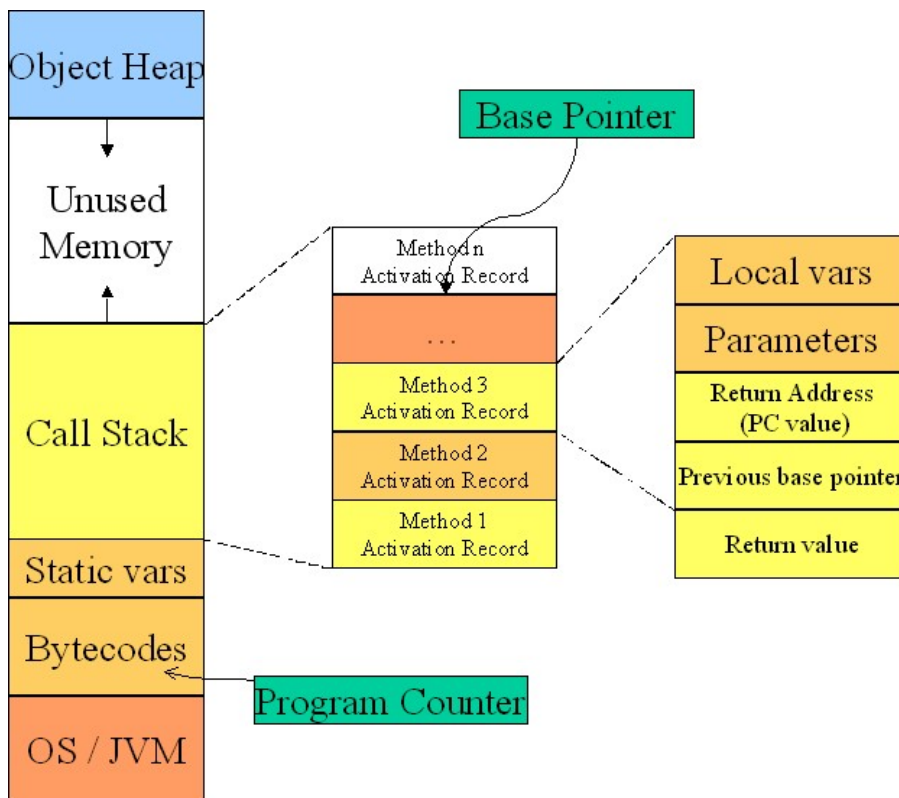 Object Heap
Unused
Memory
Call Stack
Static vars
Bytecodes
OS / JVM
Base Pointer
Method n
Activation Record
...
Method 3
Activation Record
Method 2
Activation Record
Method 1
Activation Record
Program Counter
Local vars
Parameters
Return Address
(PC value)
Previous base pointer
Return value